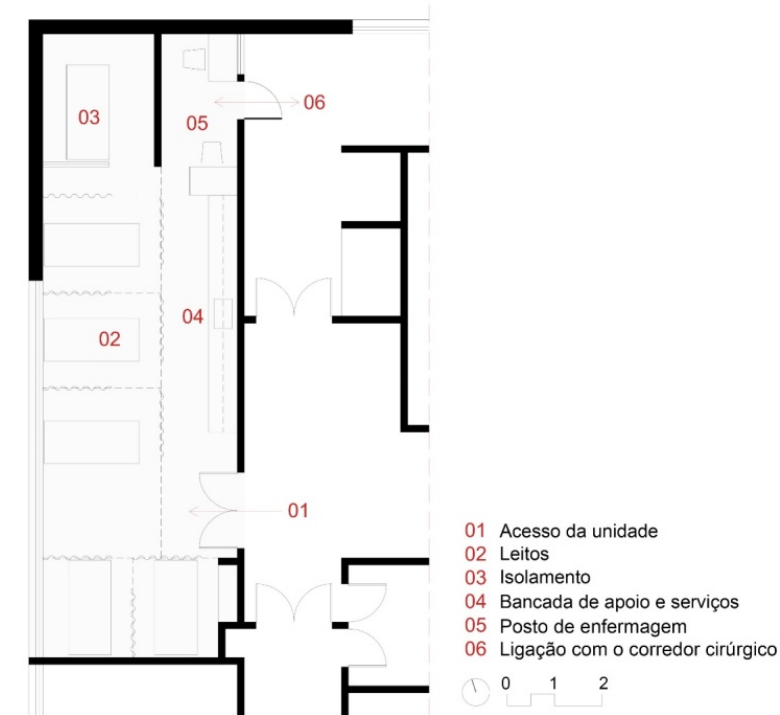 03
05
06
04
02
01
01 Acesso da unidade
02 Leitos
03 Isolamento
04 Bancada de apoio e serviços
05 Posto de enfermagem
06 Ligação com o corredor cirúrgico
0 1 2